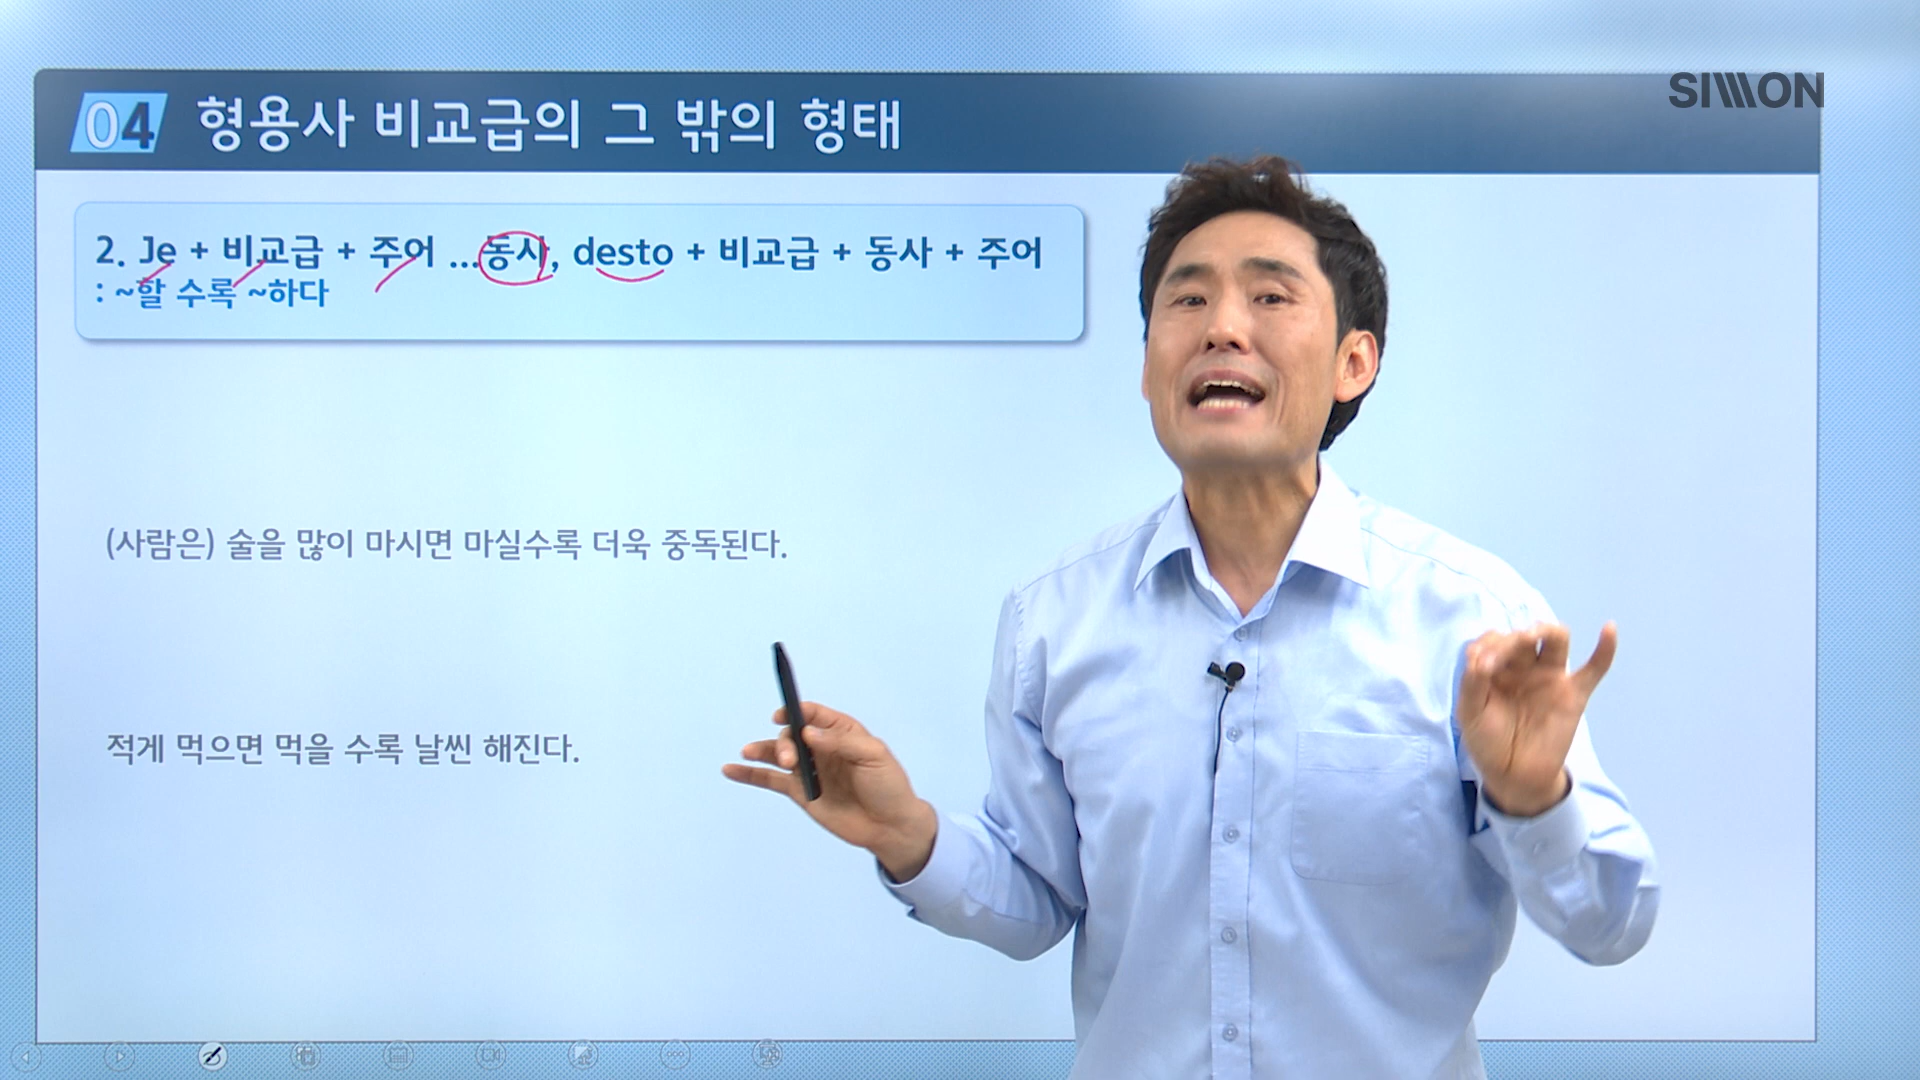 SIWON
04 형용사 비교급의 그 밖의 형태
2. Je + 비교급 + 주어 ...동사, desto + 비교급 + 동사 + 주어
: ~할 수록 ~하다
(사람은) 술을 많이 마시면 마실수록 더욱 중독된다.
적게 먹으면 먹을 수록 날씬 해진다.